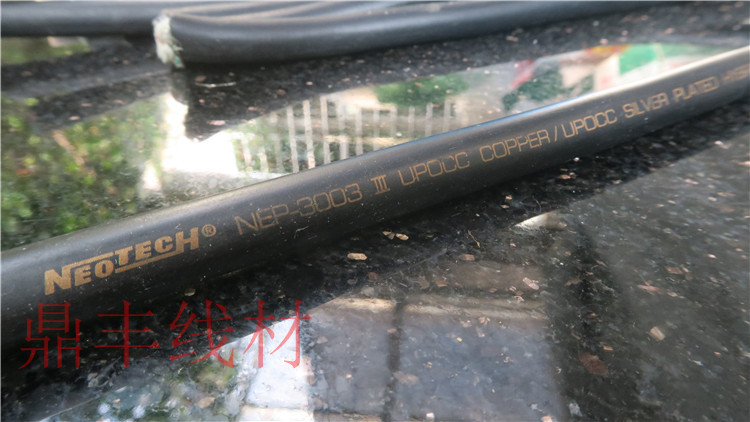 NEOTECH® NEP-3003 III UPOCC COPPER/UPOCC SILVER PLATED
鼎丰线材